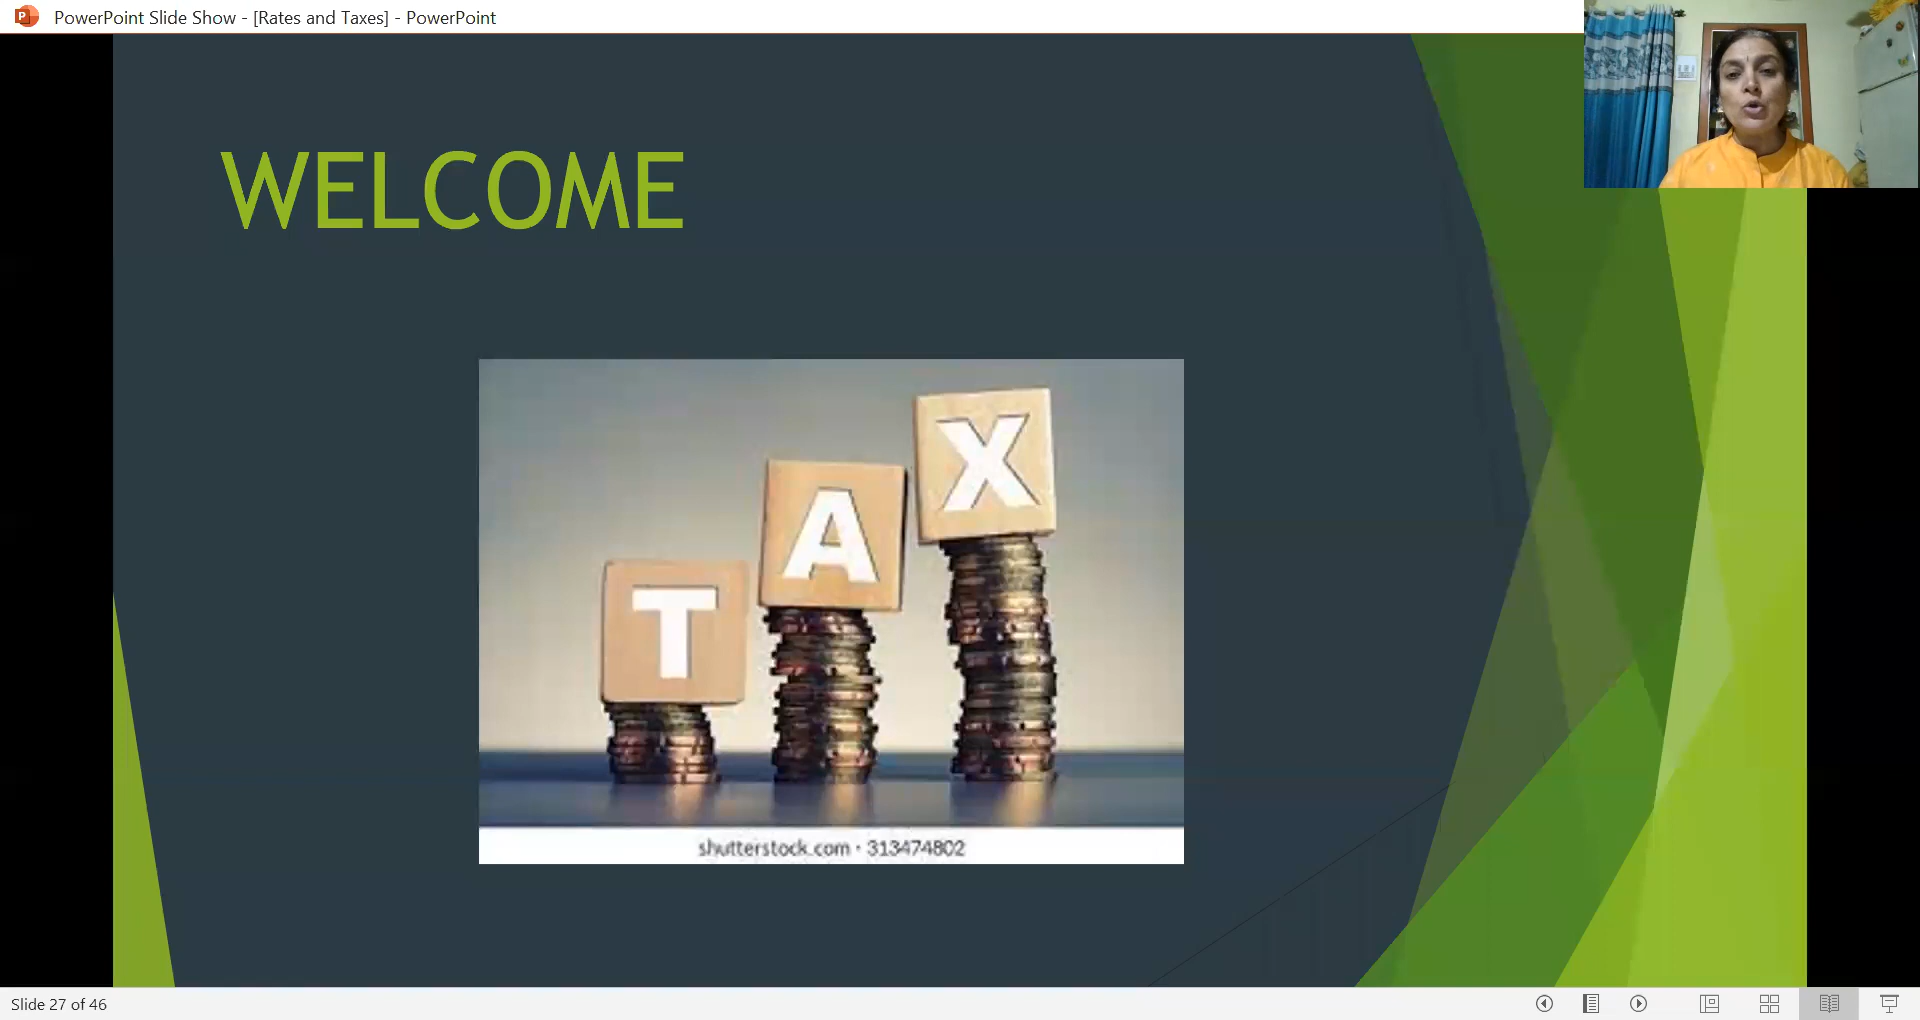 PowerPoint Slide Show - [Rates and Taxes] - PowerPoint
WELCOME
T A X
shutterstock.com · 313474802
Slide 27 of 46